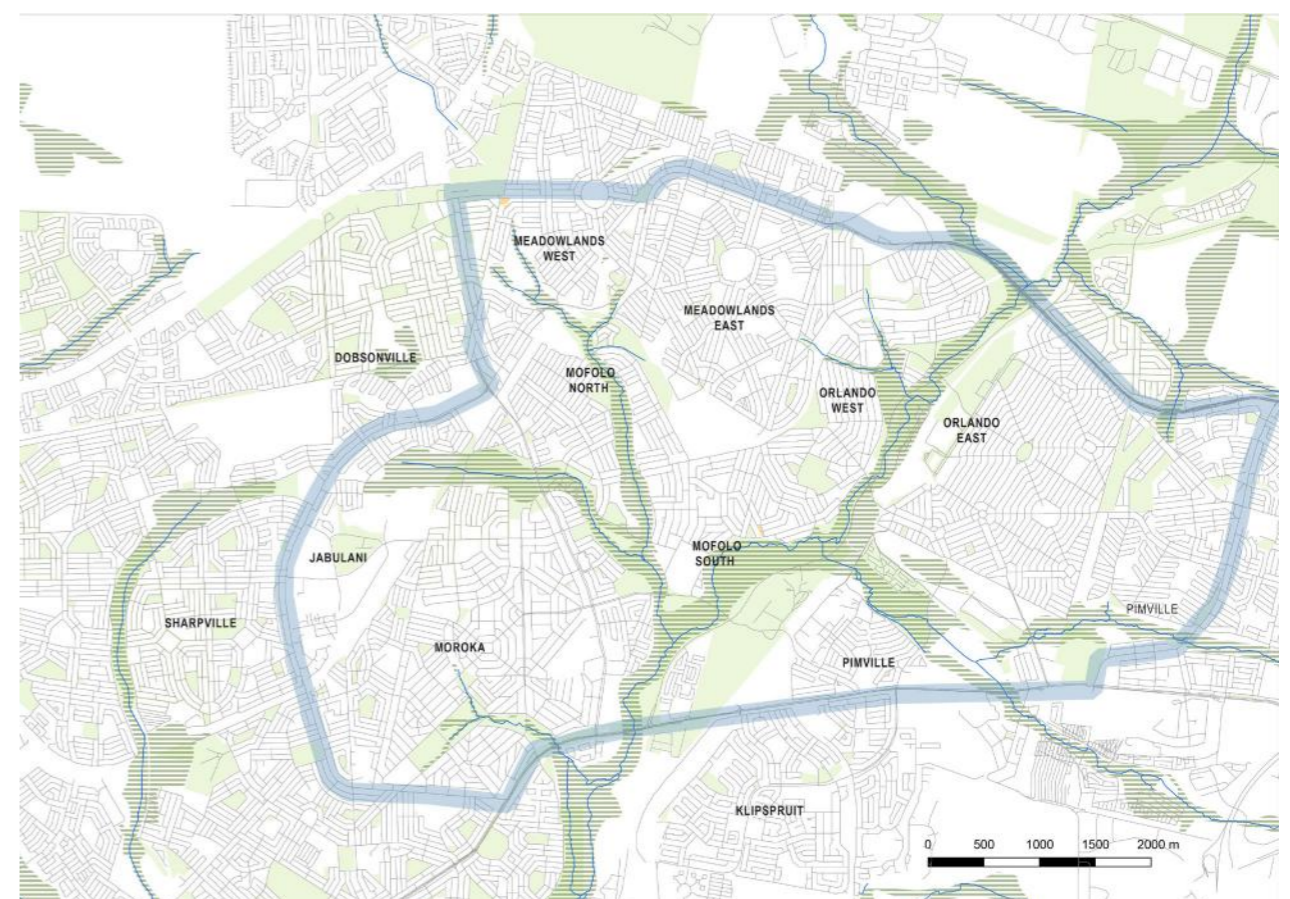 MEADOWLANDS
WEST
MEADOWLANDS
EAST
DOBSONVILLE
MOFOLO
NORTH
ORLANDO
WEST
ORLANDO
EAST
MOFOLO
SOUTH
JABULANI
PIMVILLE
SHARPVILLE
MOROKA
PIMVILLE
KLIPSPRUIT
0 500 1000 1500 2000 m